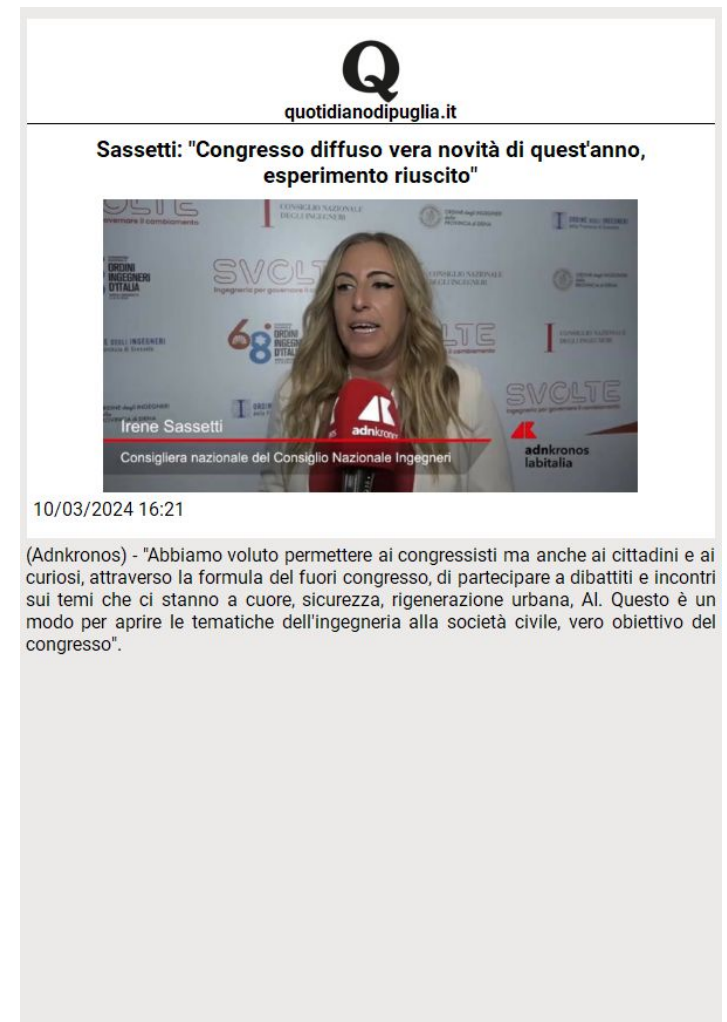 Q
quotidianodipuglia.it
Sassetti: "Congresso diffuso vera novità di quest'anno,
esperimento riuscito"
CONSIGLIO NAZIONALE
DEGLI INGEGNERI
ORDINI
INGEGNERI
D'ITALIA
SVOLTE
Ingegneria per governare il cambiamento
68
SVOLTE
adnkronos
Irene Sassetti
Consigliera nazionale del Consiglio Nazionale Ingegneri
adnkronos
labitalia
10/03/2024 16:21
(Adnkronos) - "Abbiamo voluto permettere ai congressisti ma anche ai cittadini e ai
curiosi, attraverso la formula del fuori congresso, di partecipare a dibattiti e incontri
sui temi che ci stanno a cuore, sicurezza, rigenerazione urbana, AI. Questo è un
modo per aprire le tematiche dell'ingegneria alla società civile, vero obiettivo del
congresso".